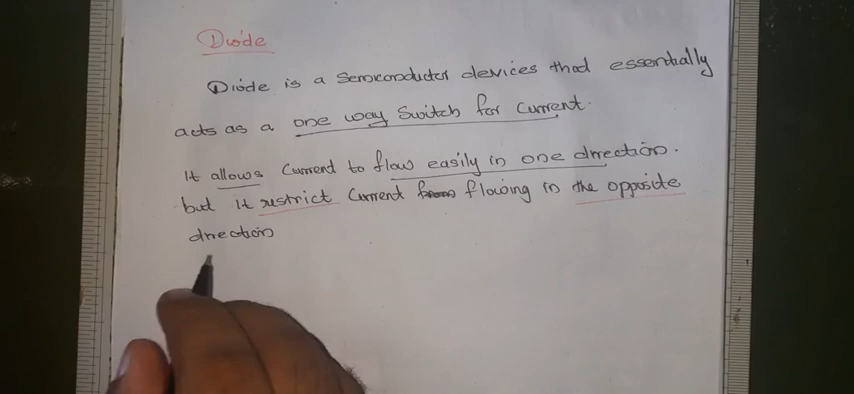 Diode
Diode is a Semiconductor devices that essentially
acts as a one way Switch for Current.
It allows Current to flow easily in one direction.
but It restrict Current from flowing in the opposite
direction